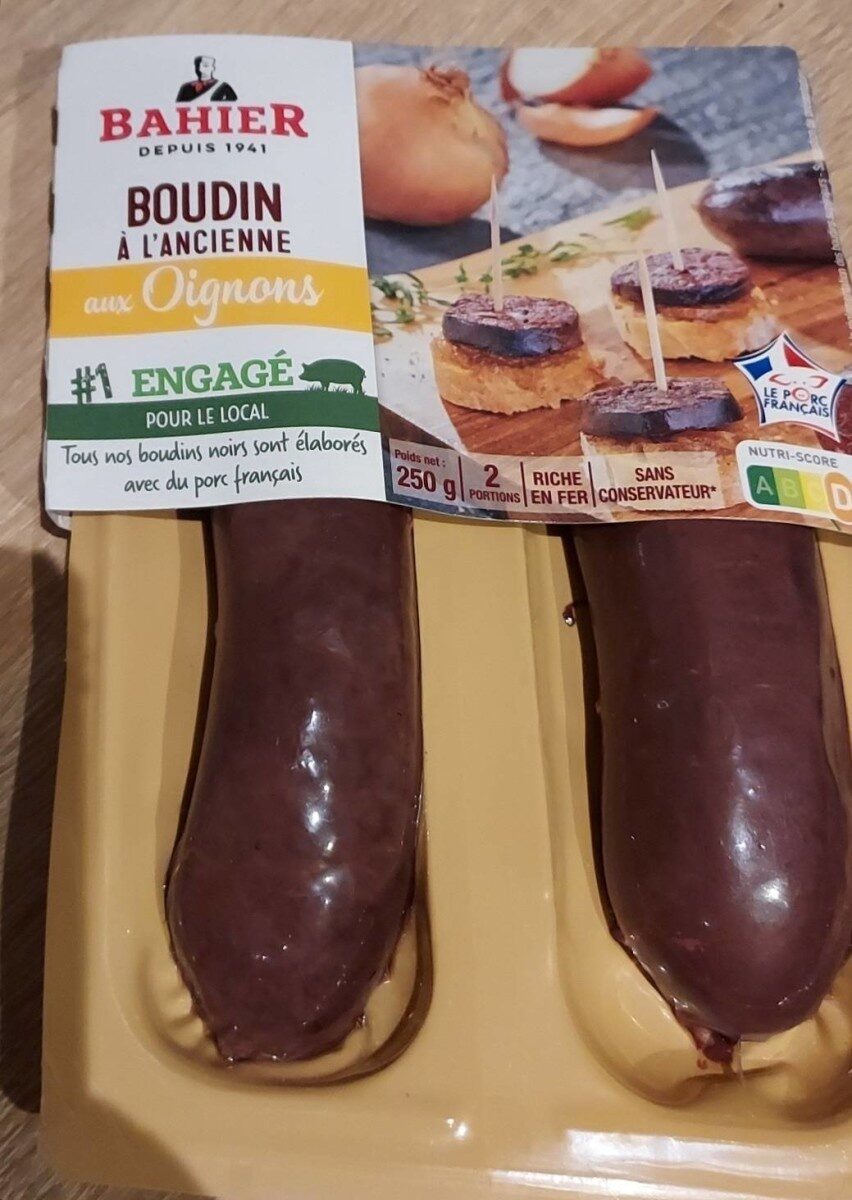 BAHIER
DEPUIS 1941
BOUDIN
À L'ANCIENNE
aux Oignons
#1 ENGAGÉ
POUR LE LOCAL
Tous nos boudins noirs sont élaborés
avec du porc français
Poids net :
250 g
2
PORTIONS
RICHE
EN FER
SANS
CONSERVATEUR*
LE PORC
FRANÇAIS
NUTRI-SCORE
A B C D